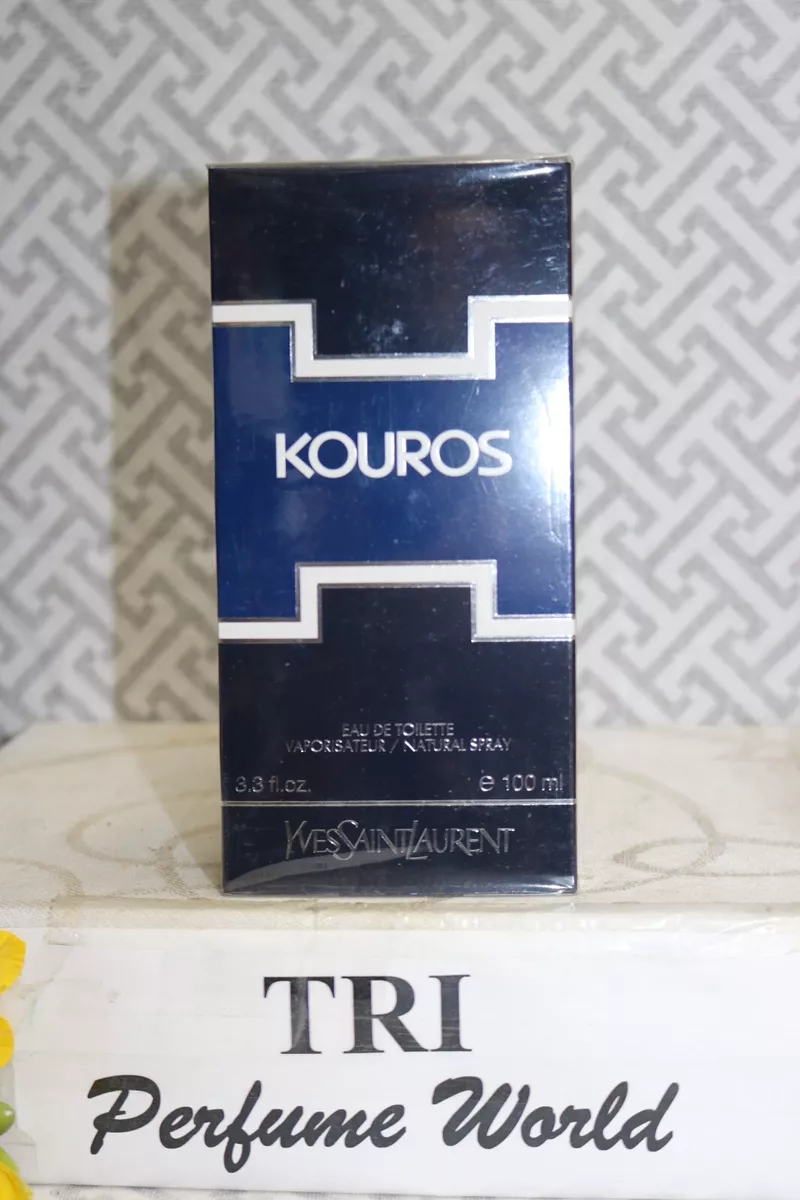 KOUROS
EAU DE TOILETTE
VAPORISATEUR / NATURAL SPRAY
3.3 fl.oz. ℮ 100 ml
YVESSAINTLAURENT
TRI
Perfume World